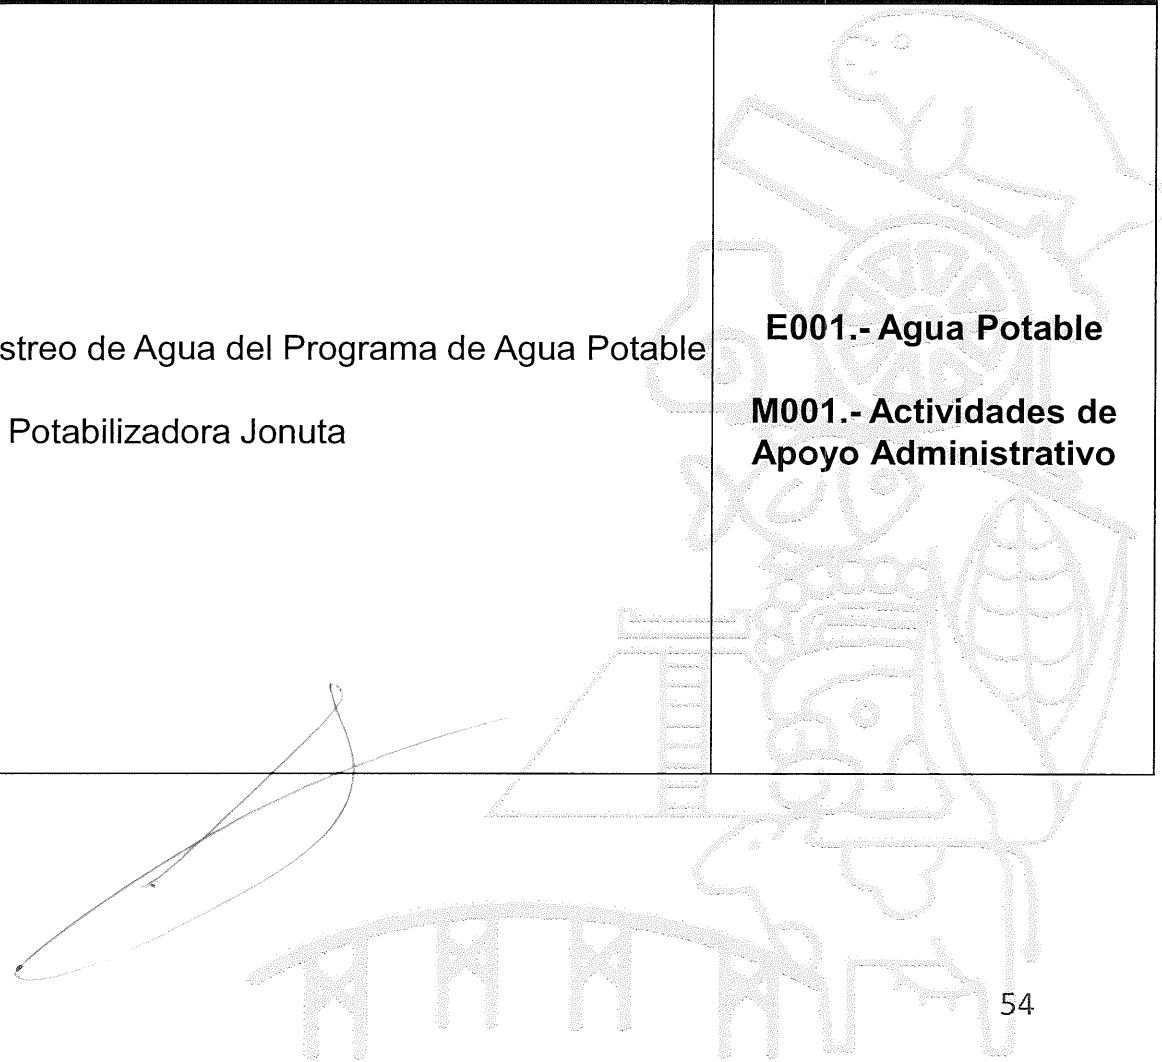 streo de Agua del Programa de Agua Potable
Potabilizadora Jonuta
E001.- Agua Potable
M001.- Actividades de
Apoyo Administrativo
54